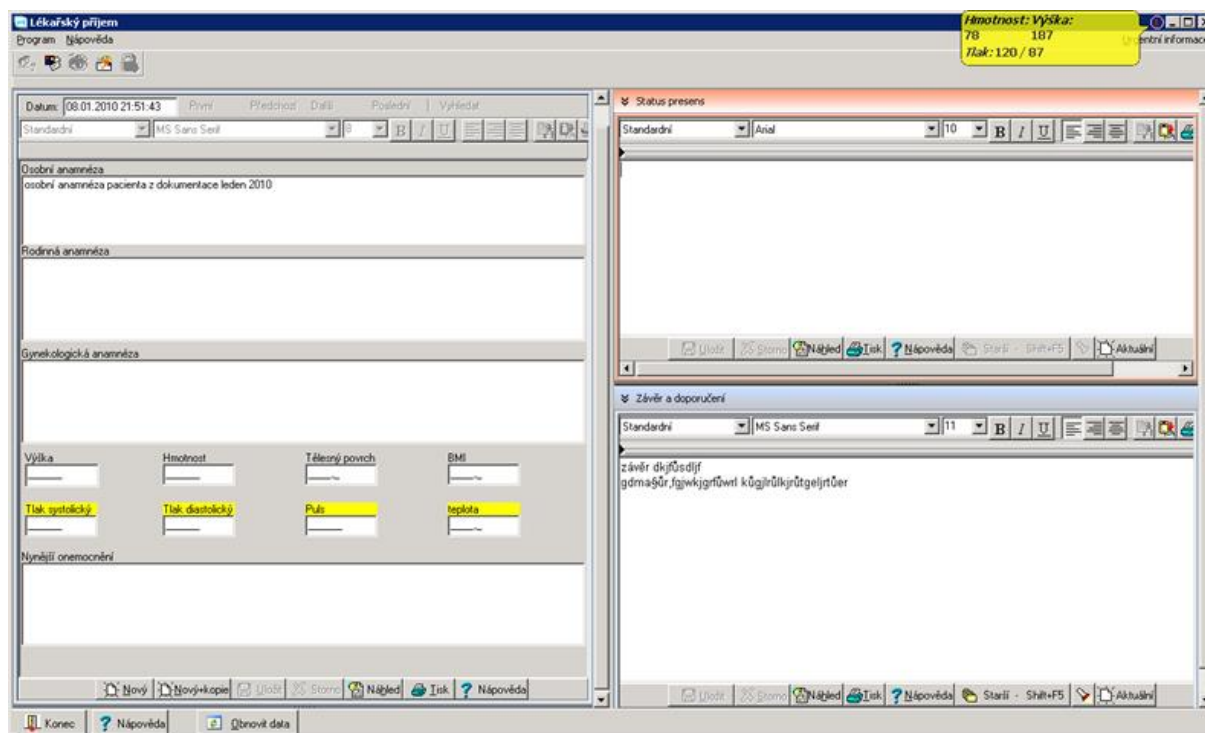 Lékařský příjem
Hmotnost: Výška:
78 187
Tlak: 120 / 87
Program Nápověda
Datum: 08.01.2010 21:51:43 První Předchozí Další Poslední | Vyhledat
Standardní MS Sans Serif 8 B I U
Osobní anamnéza
osobní anamnéza pacienta z dokumentace leden 2010
Rodinná anamnéza
Gynekologická anamnéza
Výška Hmotnost Tělesný povrch BMI
Tlak systolický Tlak diastolický Puls teplota
Nynější onemocnění
Nový Nový+kopie Uložit Storno Náhled Tisk Nápověda
Status presens
Standardní Arial 10 B I U
Uložit Storno Náhled Tisk Nápověda Starší - Shift+F5 Aktuální
Závěr a doporučení
Standardní MS Sans Serif 11 B I U
závěr dkjfůsdljf
Uložit Storno Náhled Tisk Nápověda Starší - Shift+F5 Aktuální
Konec Nápověda Obnovit data